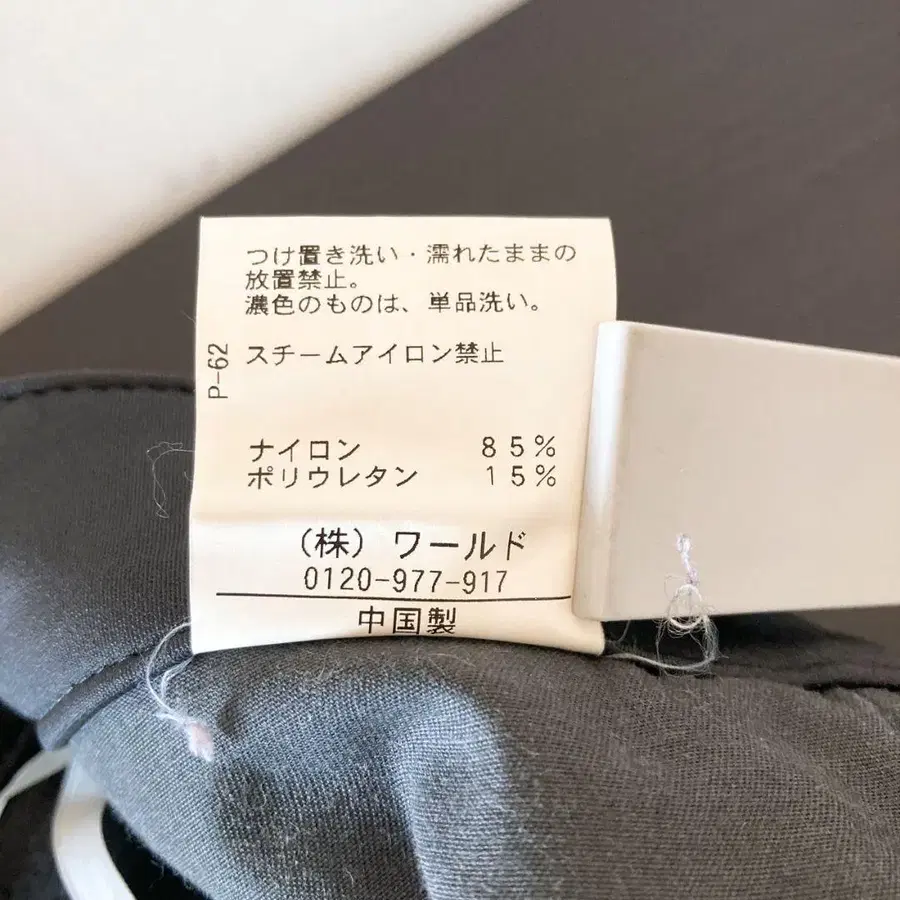 つけ置き洗い・濡れたままの
放置禁止。
濃色のものは、単品洗い。
P-62
スチームアイロン禁止
ナイロン 85%
ポリウレタン 15%
(株)ワールド
0120-977-917
中国製